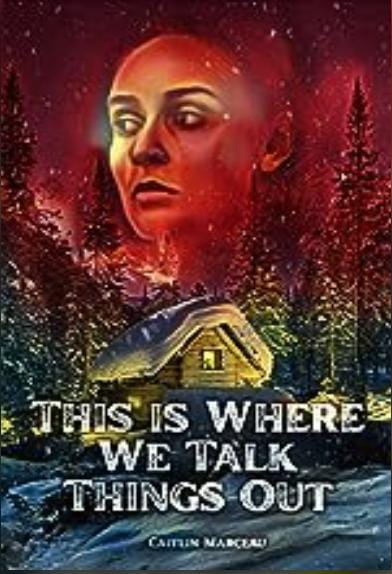 THIS IS WHERE
WE TALK
THINGS OUT
CAITLIN MARCEAU